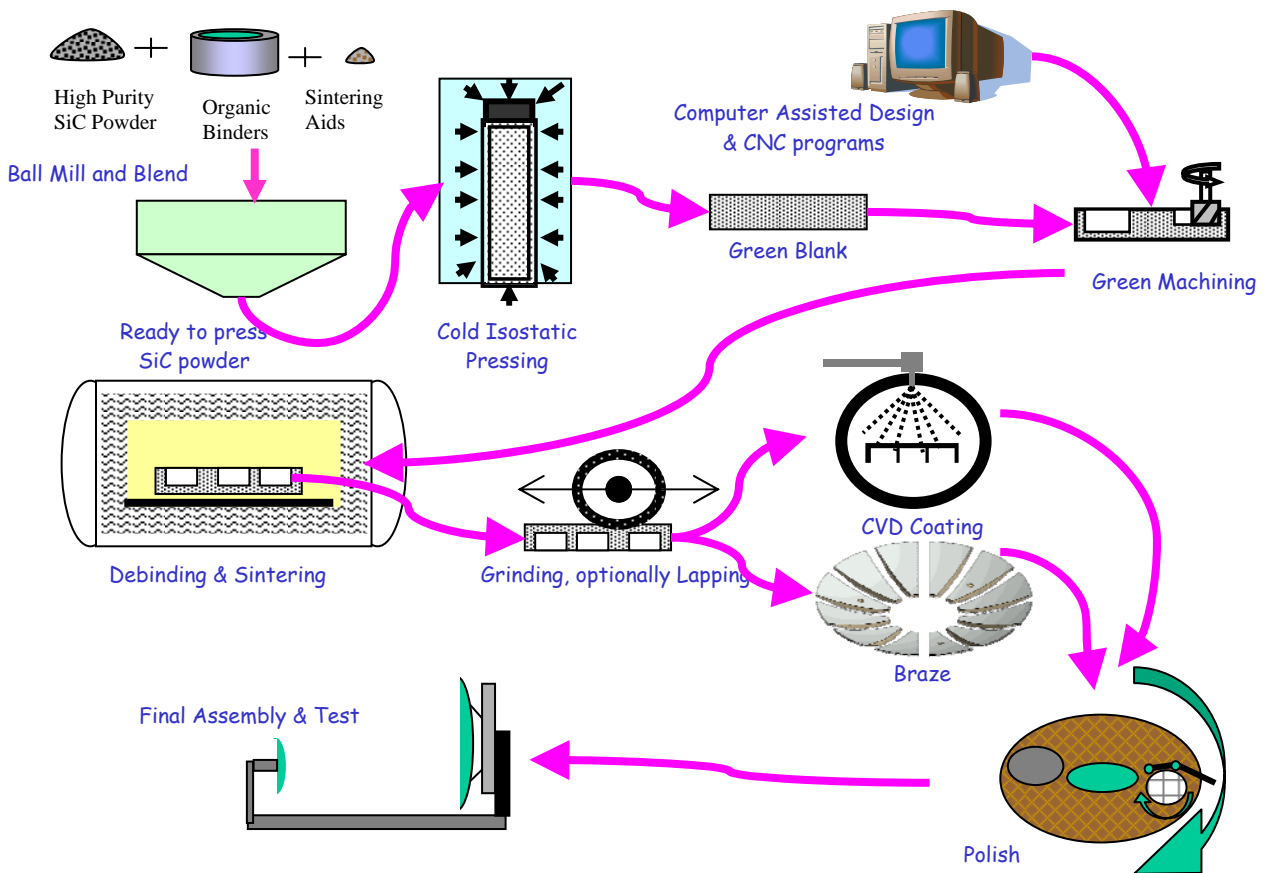 High Purity
SiC Powder
Organic
Binders
Sintering
Aids
Ball Mill and Blend
Ready to press
SiC powder
Cold Isostatic
Pressing
Computer Assisted Design
& CNC programs
Green Blank
Green Machining
Debinding & Sintering
Grinding, optionally Lapping
CVD Coating
Braze
Final Assembly & Test
Polish